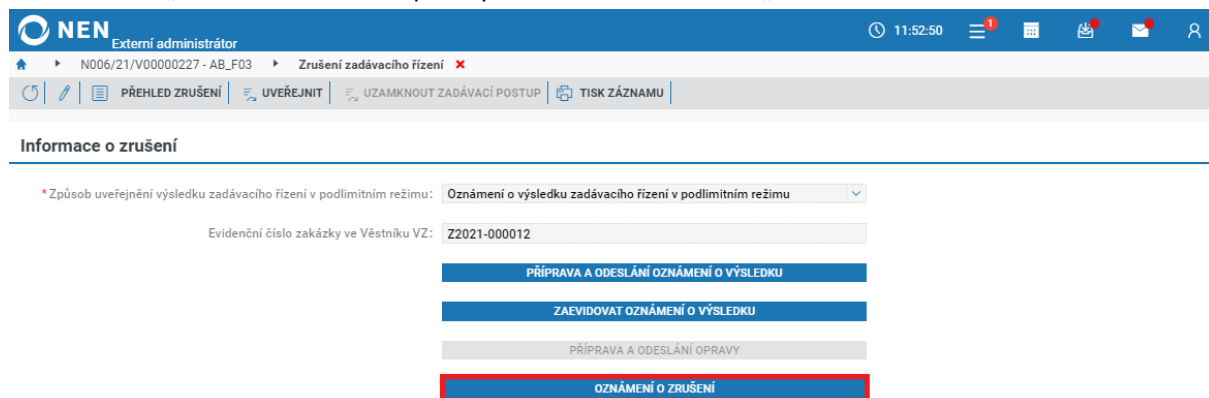 NEN
Externí administrátor
11:52:50
1
N006/21/V00000227 - AB_F03 Zrušení zadávacího řízení
PŘEHLED ZRUŠENÍ UVEŘEJNIT UZAMKNOUT ZADÁVACÍ POSTUP TISK ZÁZNAMU
Informace o zrušení
*Způsob uveřejnění výsledku zadávacího řízení v podlimitním režimu: Oznámení o výsledku zadávacího řízení v podlimitním režimu
Evidenční číslo zakázky ve Věstníku VZ: Z2021-000012
PŘÍPRAVA A ODESLÁNÍ OZNÁMENÍ O VÝSLEDKU
ZAEVIDOVAT OZNÁMENÍ O VÝSLEDKU
PŘÍPRAVA A ODESLÁNÍ OPRAVY
OZNÁMENÍ O ZRUŠENÍ